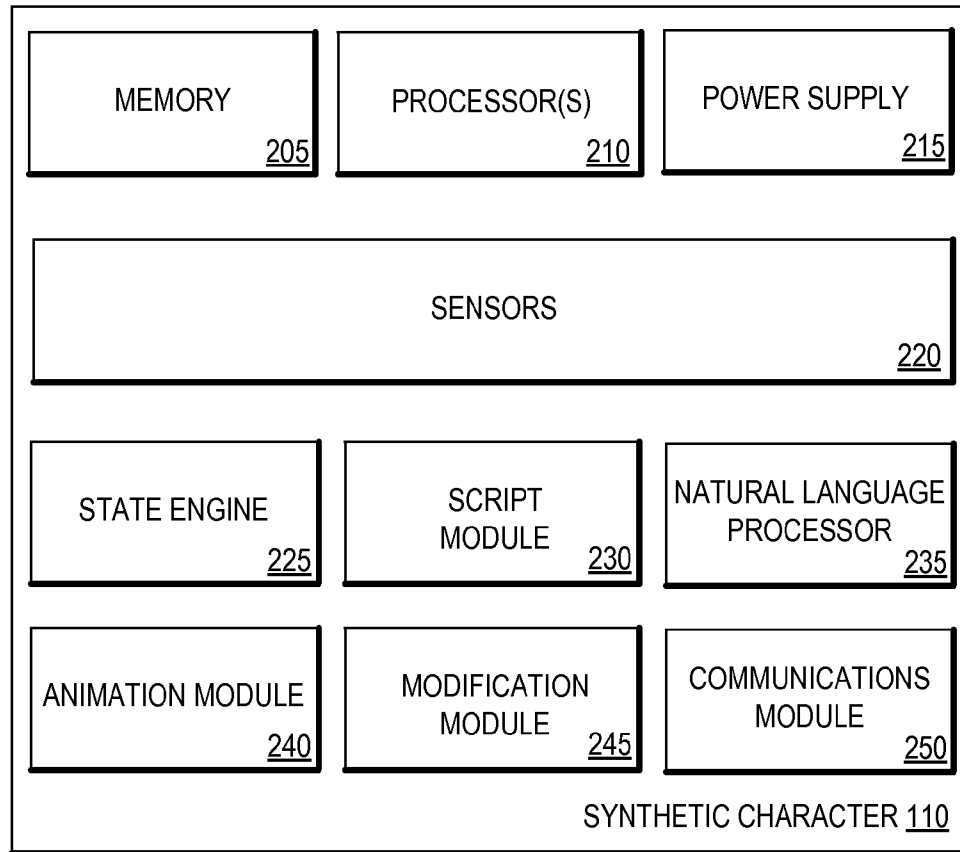 MEMORY
205
PROCESSOR(S)
210
POWER SUPPLY
215
SENSORS
220
STATE ENGINE
225
SCRIPT
MODULE
230
NATURAL LANGUAGE
PROCESSOR
235
ANIMATION MODULE
240
MODIFICATION
MODULE
245
COMMUNICATIONS
MODULE
250
SYNTHETIC CHARACTER 110